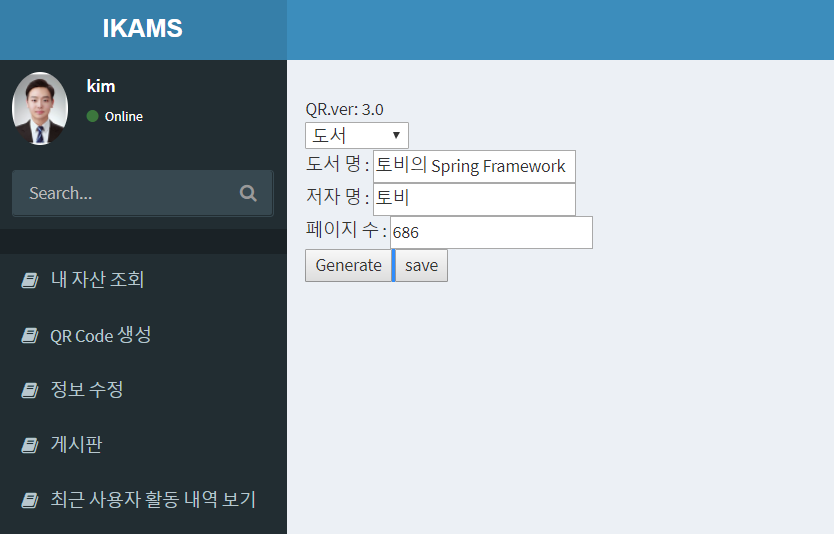 IKAMS
kim
Online
Search...
내 자산 조회
QR Code 생성
정보 수정
게시판
최근 사용자 활동 내역 보기
QR.ver: 3.0
도서
도서 명 : 토비의 Spring Framework
저자 명 : 토비
페이지 수 : 686
Generate save